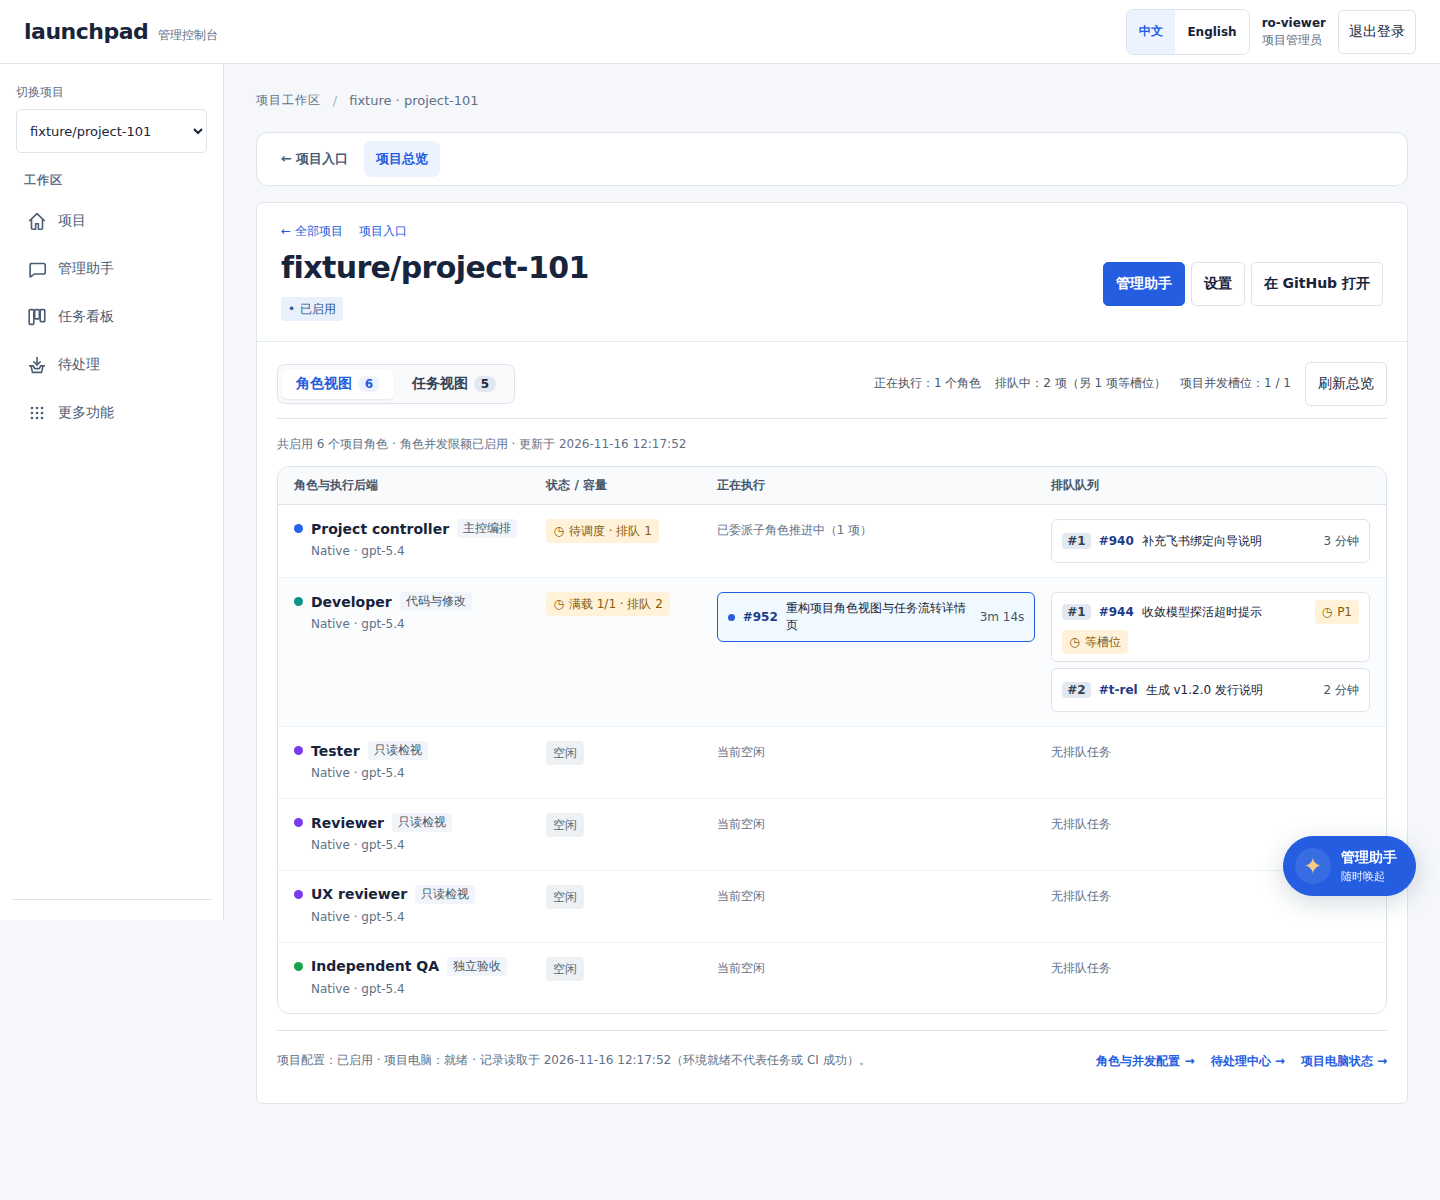 launchpad 管理控制台
中文 English
ro-viewer
项目管理员
退出登录
切换项目
fixture/project-101
工作区
项目
管理助手
任务看板
待处理
更多功能
项目工作区 / fixture · project-101
← 项目入口 项目总览
← 全部项目 项目入口
fixture/project-101
• 已启用
管理助手 设置 在 GitHub 打开
角色视图 6 任务视图 5
正在执行：1 个角色 排队中：2 项（另 1 项等槽位） 项目并发槽位：1 / 1 刷新总览
共启用 6 个项目角色 · 角色并发限额已启用 · 更新于 2026-11-16 12:17:52
角色与执行后端 状态 / 容量 正在执行 排队队列
Project controller 主控编排
Native · gpt-5.4
◷ 待调度 · 排队 1
已委派子角色推进中（1 项）
#1 #940 补充飞书绑定向导说明 3 分钟
Developer 代码与修改
Native · gpt-5.4
◷ 满载 1/1 · 排队 2
#952 重构项目角色视图与任务流转详情页 3m 14s
#1 #944 收敛模型探活超时提示 ◷ P1
◷ 等槽位
#2 #t-rel 生成 v1.2.0 发行说明 2 分钟
Tester 只读检视
Native · gpt-5.4
空闲 当前空闲 无排队任务
Reviewer 只读检视
Native · gpt-5.4
空闲 当前空闲 无排队任务
UX reviewer 只读检视
Native · gpt-5.4
空闲 当前空闲 无排队任务
Independent QA 独立验收
Native · gpt-5.4
空闲 当前空闲 无排队任务
管理助手
随时唤起
项目配置：已启用 · 项目电脑：就绪 · 记录读取于 2026-11-16 12:17:52（环境就绪不代表任务或 CI 成功）。
角色与并发配置 → 待处理中心 → 项目电脑状态 →